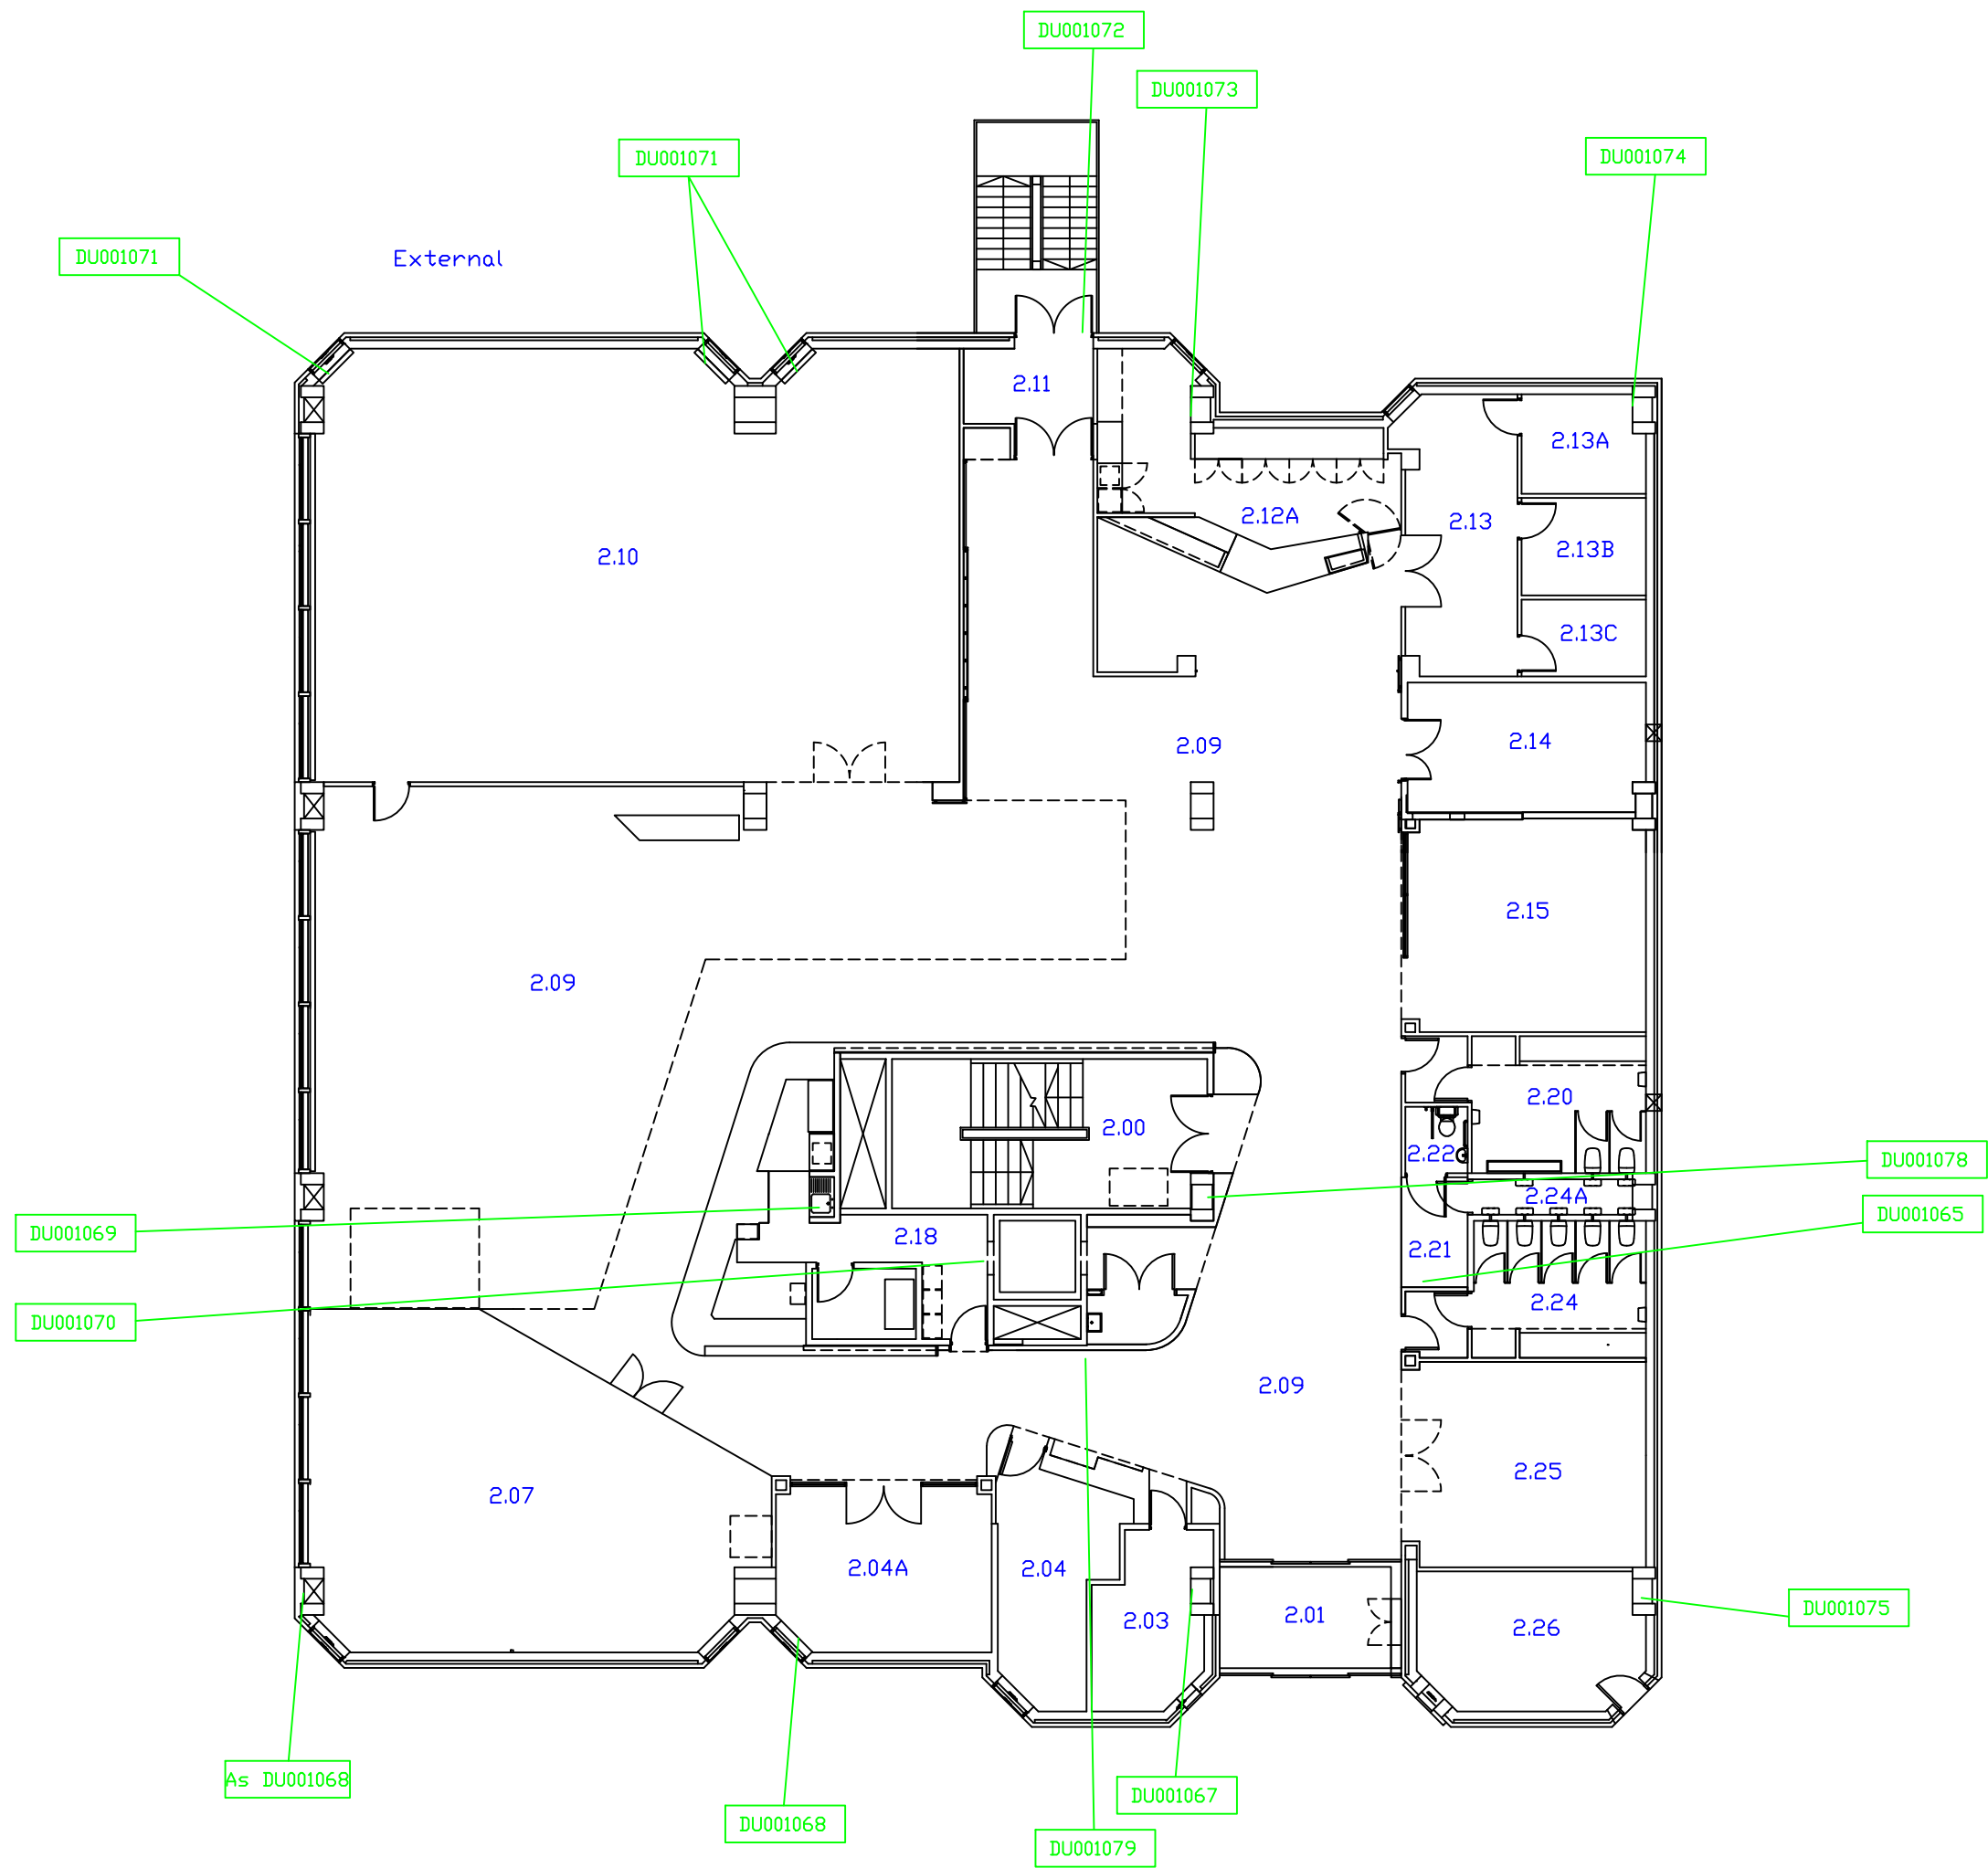 DU001072
DU001073
DU001071
DU001074
DU001071
External
2.11
2.13A
2.12A
2.13
2.10
2.13B
2.13C
2.09
2.14
2.15
2.09
2.20
2.00
2.22
DU001078
2.24A
DU001065
DU001069
2.18
2.21
2.24
DU001070
2.09
2.25
2.07
2.04A
2.04
2.03
2.01
2.26
DU001075
As DU001068
DU001067
DU001068
DU001079